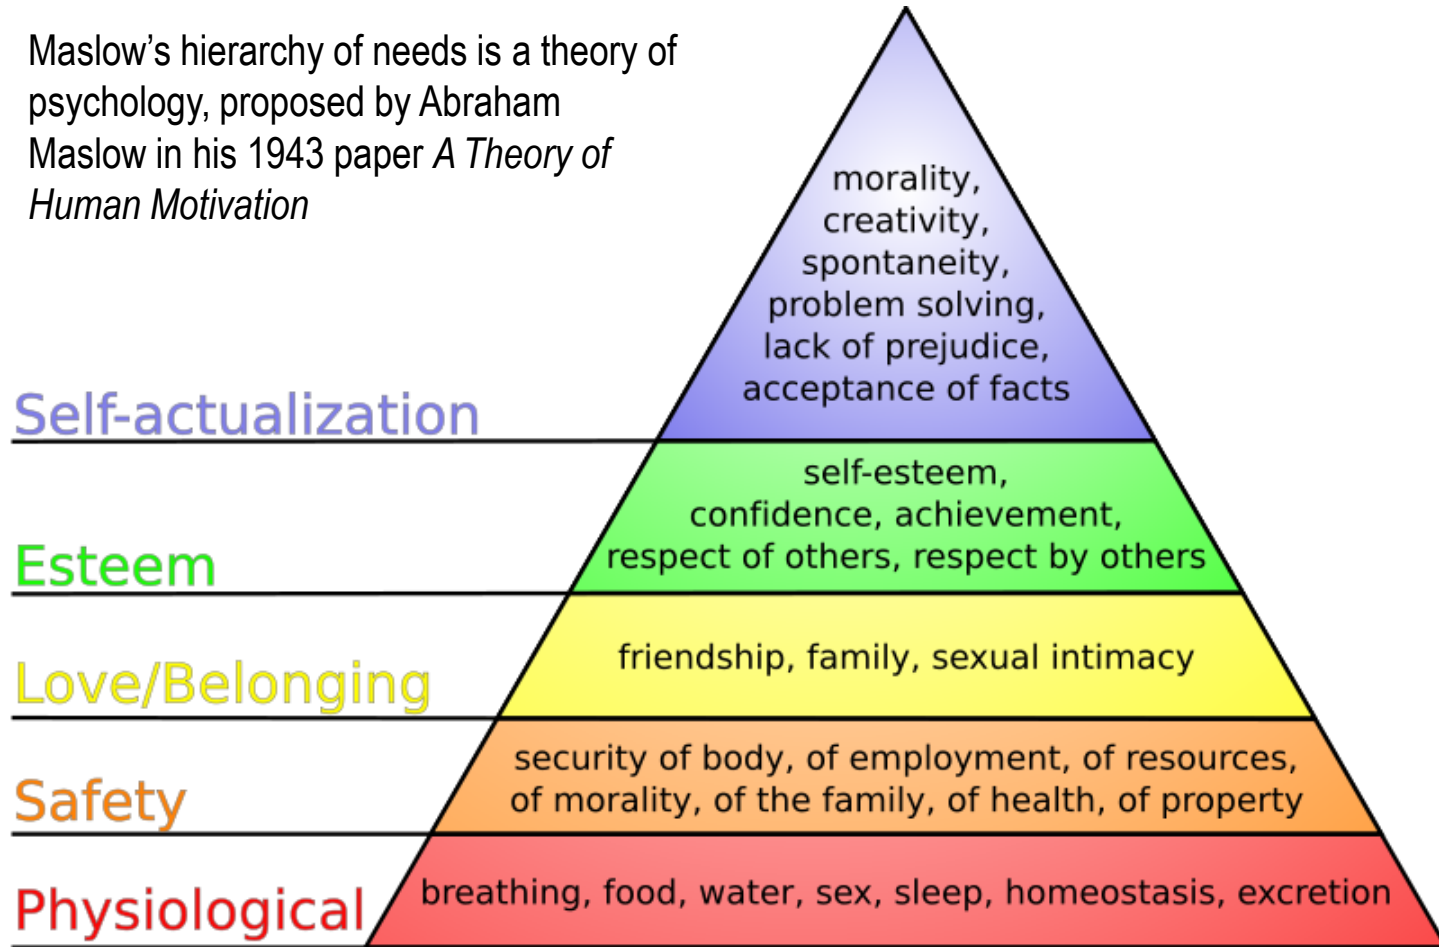 Maslow’s hierarchy of needs is a theory of
psychology, proposed by Abraham
Maslow in his 1943 paper A Theory of
Human Motivation
morality,
creativity,
spontaneity,
problem solving,
lack of prejudice,
acceptance of facts
Self-actualization
self-esteem,
confidence, achievement,
respect of others, respect by others
Esteem
friendship, family, sexual intimacy
Love/Belonging
security of body, of employment, of resources,
of morality, of the family, of health, of property
Safety
breathing, food, water, sex, sleep, homeostasis, excretion
Physiological